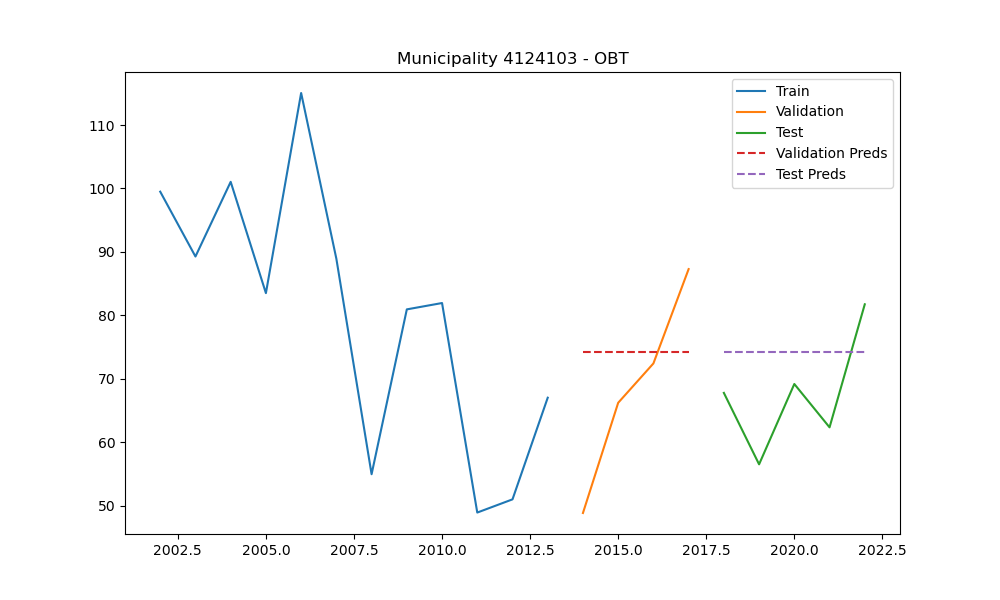 Municipality 4124103 - OBT
Train
Validation
Test
Validation Preds
Test Preds
110
100
90
80
70
60
50
2002.5 2005.0 2007.5 2010.0 2012.5 2015.0 2017.5 2020.0 2022.5